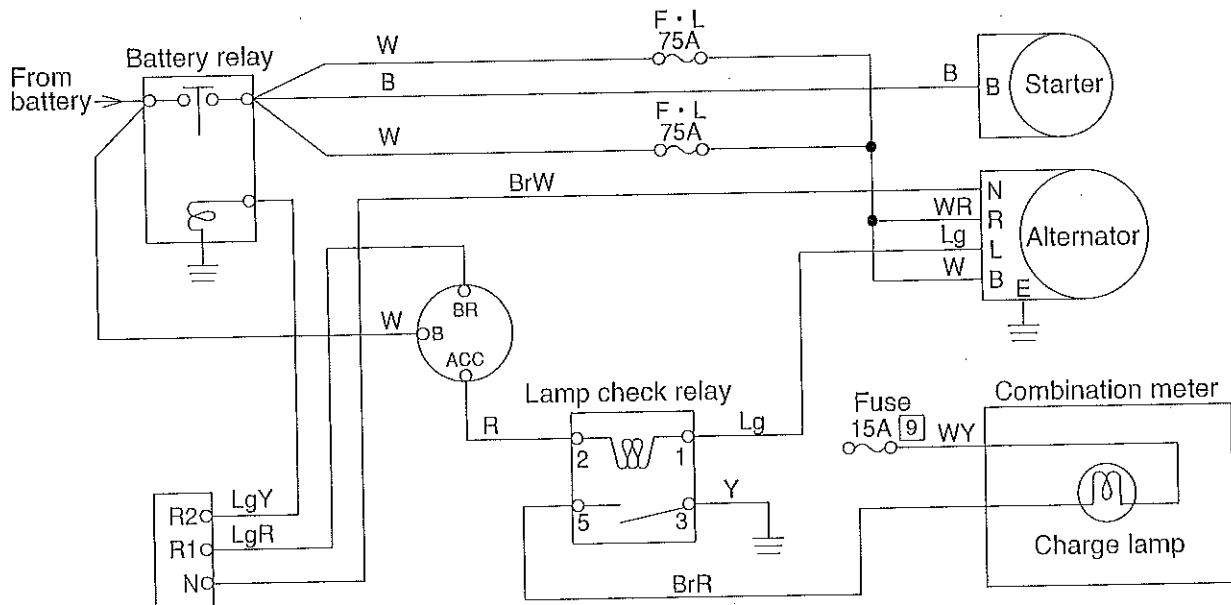 F · L
75A
W
Battery relay
B
B
B
Starter
From
battery
F · L
75A
W
BrW
N
WR
R
Lg
L
Alternator
W
B
E
BR
W
B
ACC
Lamp check relay
Combination meter
Fuse
15A 9
WY
R
Lg
2
1
Y
5
3
Charge lamp
LgY
R2
LgR
R1
N
BrR